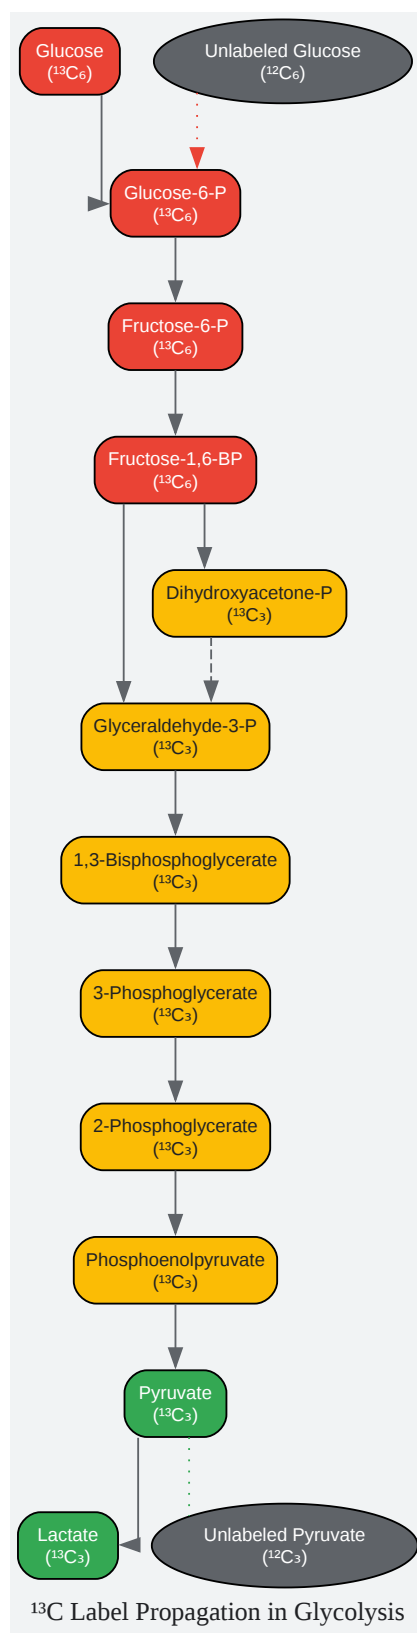 Glucose
(¹³C₆)
Unlabeled Glucose
(¹²C₆)
Glucose-6-P
(¹³C₆)
Fructose-6-P
(¹³C₆)
Fructose-1,6-BP
(¹³C₆)
Dihydroxyacetone-P
(¹³C₃)
Glyceraldehyde-3-P
(¹³C₃)
1,3-Bisphosphoglycerate
(¹³C₃)
3-Phosphoglycerate
(¹³C₃)
2-Phosphoglycerate
(¹³C₃)
Phosphoenolpyruvate
(¹³C₃)
Pyruvate
(¹³C₃)
Lactate
(¹³C₃)
Unlabeled Pyruvate
(¹²C₃)
¹³C Label Propagation in Glycolysis